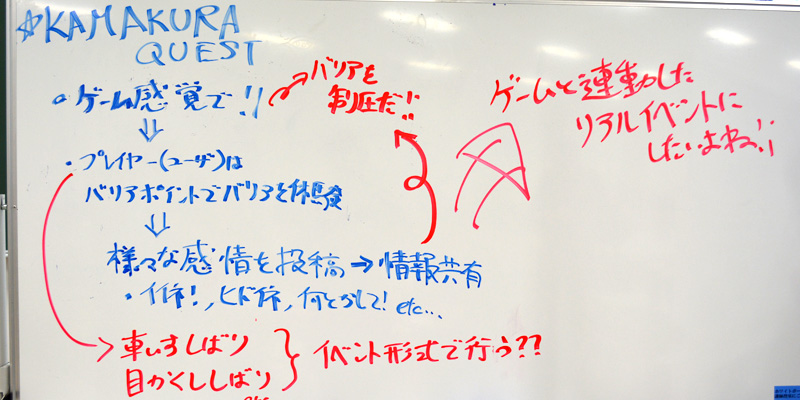 ☆KAMAKURA
QUEST
・ゲーム感覚で!!
バリアを
制圧だ!!
ゲームと連動した
リアルイベントに
したいよね!!
・プレイヤー(ユーザ)は
バリアポイントでバリアを体験
⇓
様々な感情を投稿→情報共有
何とかして! etc...
車いすしばり
目かくししばり
イベント形式で行う??